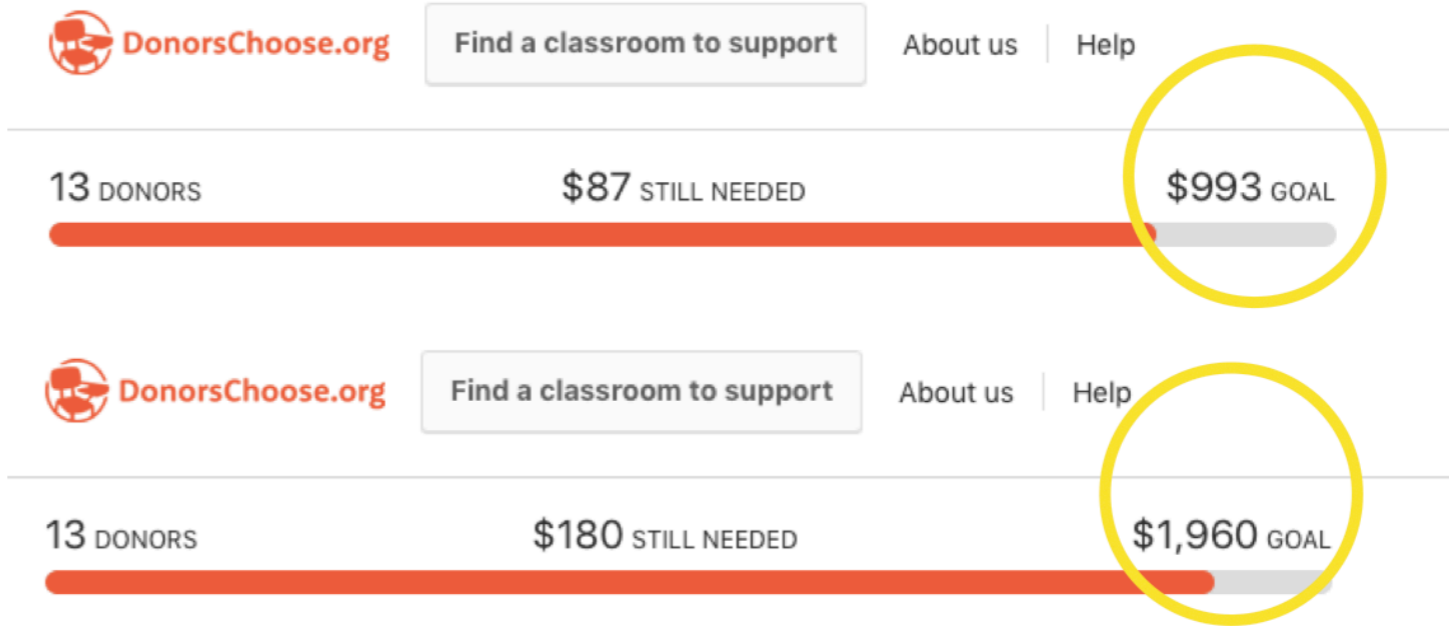 DonorsChoose.org Find a classroom to support About us Help
13 DONORS $87 STILL NEEDED $993 GOAL
DonorsChoose.org Find a classroom to support About us Help
13 DONORS $180 STILL NEEDED $1,960 GOAL